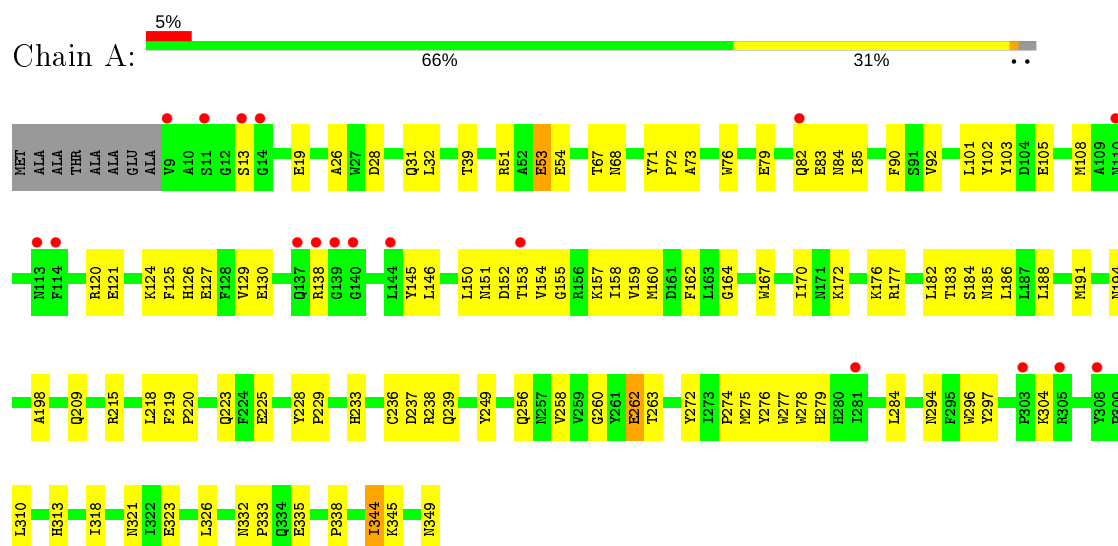 5%
Chain A:
66% 31% • •
MET ALA ALA THR ALA ALA GLU ALA V9 A10 S11 G12 S13 G14 E19 A26 W27 D28 Q31 L32 T39 R51 A52 E53 E54 T67 N68 Y71 P72 A73 W76 E79 Q82 E83 N84 I85 F90 S91 V92 L101 Y102 Y103 D104 E105 M108 A109 N110
N113 F114 R120 E121 K124 F125 H126 E127 F128 V129 E130 Q137 R138 G139 G140 L144 Y145 L146 L150 N151 D152 T153 V154 G155 R156 K157 I158 V159 M160 D161 F162 L163 G164 W167 I170 N171 K172 K176 R177 L182 T183 S184 N185 L186 L187 L188 M191 N194
A198 Q209 R215 L218 F219 P220 Q223 F224 E225 Y228 P229 H233 C236 D237 R238 Q239 Y249 Q256 N257 V258 V259 G260 Y261 E262 T263 Y272 I273 P274 M275 Y276 W277 W278 H279 H280 I281 L284 N294 F295 W296 Y297 P303 K304 R305 Y308
L310 H313 I318 N321 I322 E323 L326 N332 P333 Q334 E335 P338 I344 K345 N349